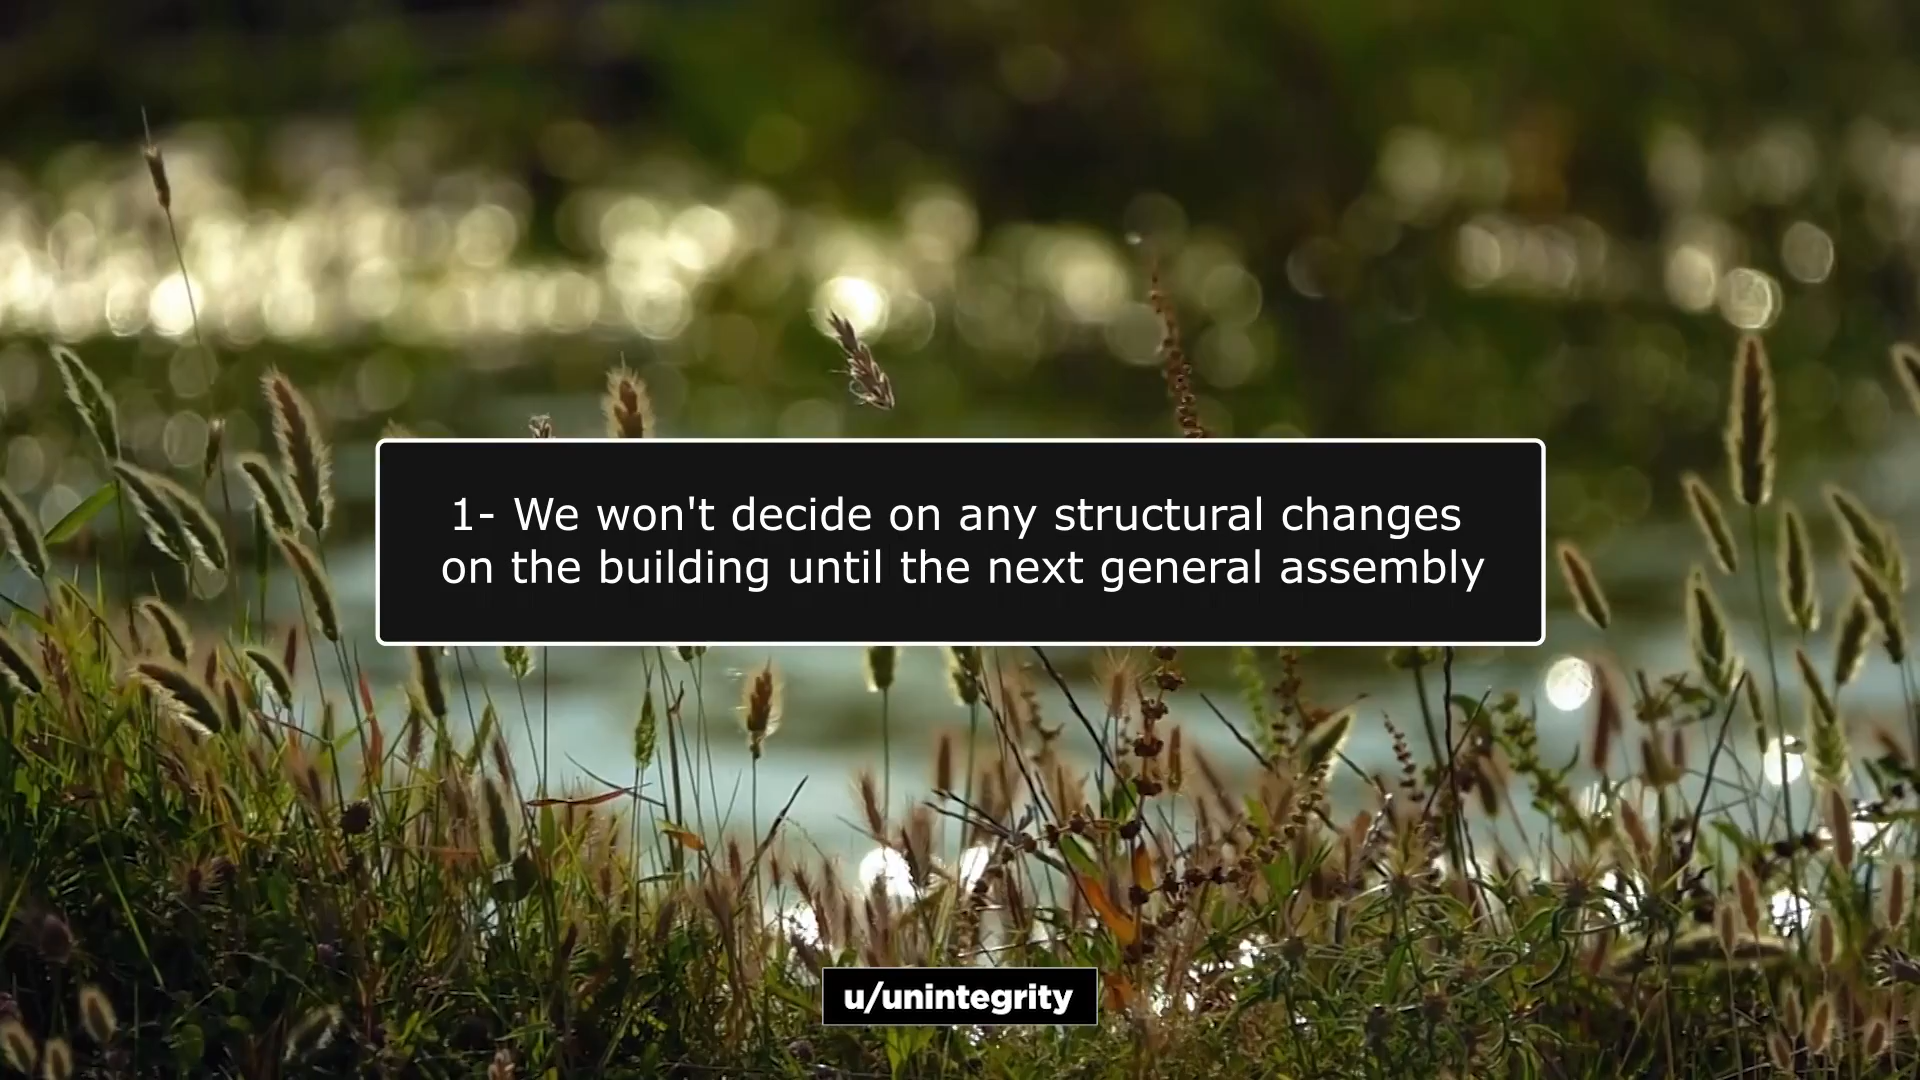 1- We won't decide on any structural changes
on the building until the next general assembly
u/unintegrity